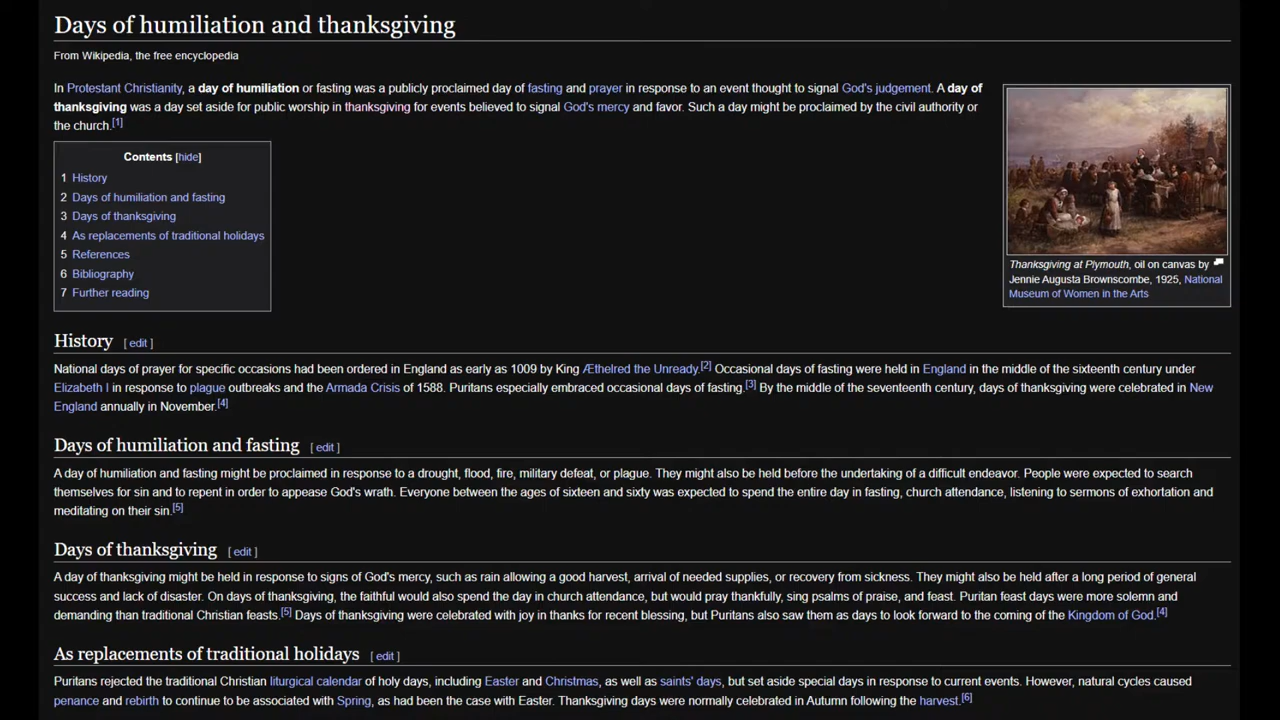 Days of humiliation and thanksgiving
From Wikipedia, the free encyclopedia
In Protestant Christianity, a day of humiliation or fasting was a publicly proclaimed day of fasting and prayer in response to an event thought to signal God's judgement. A day of
thanksgiving was a day set aside for public worship in thanksgiving for events believed to signal God's mercy and favor. Such a day might be proclaimed by the civil authority or
the church.[1]
Contents [hide]
1 History
2 Days of humiliation and fasting
3 Days of thanksgiving
4 As replacements of traditional holidays
5 References
6 Bibliography
7 Further reading
Thanksgiving at Plymouth, oil on canvas by
Jennie Augusta Brownscombe, 1925, National
Museum of Women in the Arts
History [ edit ]
National days of prayer for specific occasions had been ordered in England as early as 1009 by King Æthelred the Unready.[2] Occasional days of fasting were held in England in the middle of the sixteenth century under
Elizabeth I in response to plague outbreaks and the Armada Crisis of 1588. Puritans especially embraced occasional days of fasting.[3] By the middle of the seventeenth century, days of thanksgiving were celebrated in New
England annually in November.[4]
Days of humiliation and fasting [ edit ]
A day of humiliation and fasting might be proclaimed in response to a drought, flood, fire, military defeat, or plague. They might also be held before the undertaking of a difficult endeavor. People were expected to search
themselves for sin and to repent in order to appease God's wrath. Everyone between the ages of sixteen and sixty was expected to spend the entire day in fasting, church attendance, listening to sermons of exhortation and
meditating on their sin.[5]
Days of thanksgiving [ edit ]
A day of thanksgiving might be held in response to signs of God's mercy, such as rain allowing a good harvest, arrival of needed supplies, or recovery from sickness. They might also be held after a long period of general
success and lack of disaster. On days of thanksgiving, the faithful would also spend the day in church attendance, but would pray thankfully, sing psalms of praise, and feast. Puritan feast days were more solemn and
demanding than traditional Christian feasts.[5] Days of thanksgiving were celebrated with joy in thanks for recent blessing, but Puritans also saw them as days to look forward to the coming of the Kingdom of God.[4]
As replacements of traditional holidays [ edit ]
Puritans rejected the traditional Christian liturgical calendar of holy days, including Easter and Christmas, as well as saints' days, but set aside special days in response to current events. However, natural cycles caused
penance and rebirth to continue to be associated with Spring, as had been the case with Easter. Thanksgiving days were normally celebrated in Autumn following the harvest.[6]